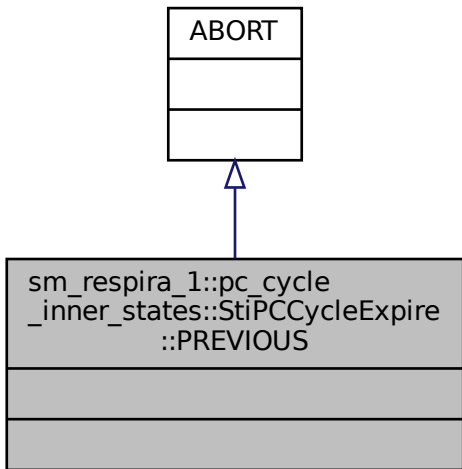 ABORT
sm_respira_1::pc_cycle
_inner_states::StiPCCycleExpire
::PREVIOUS